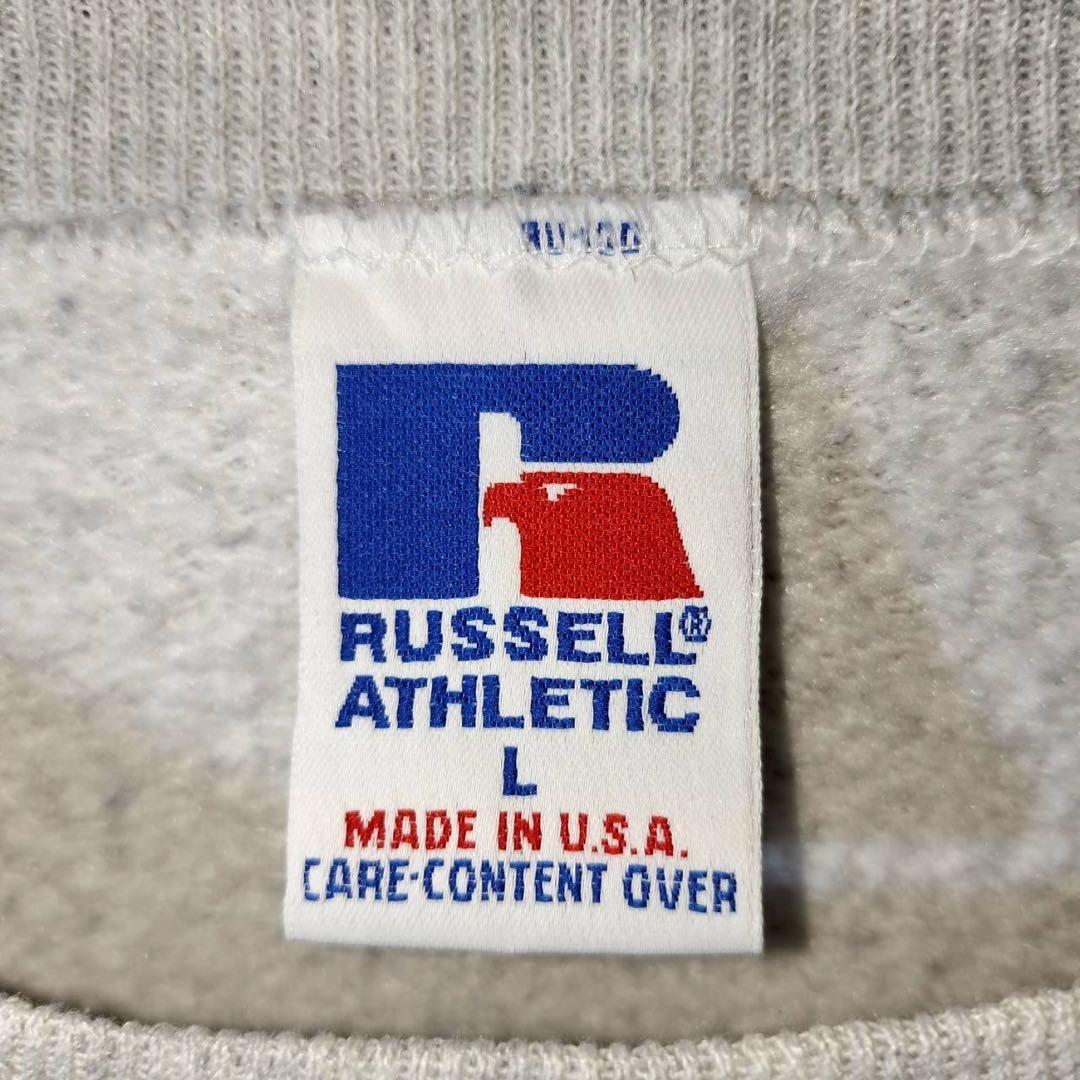 RUSSELL®
ATHLETIC
L
MADE IN U.S.A.
CARE-CONTENT OVER